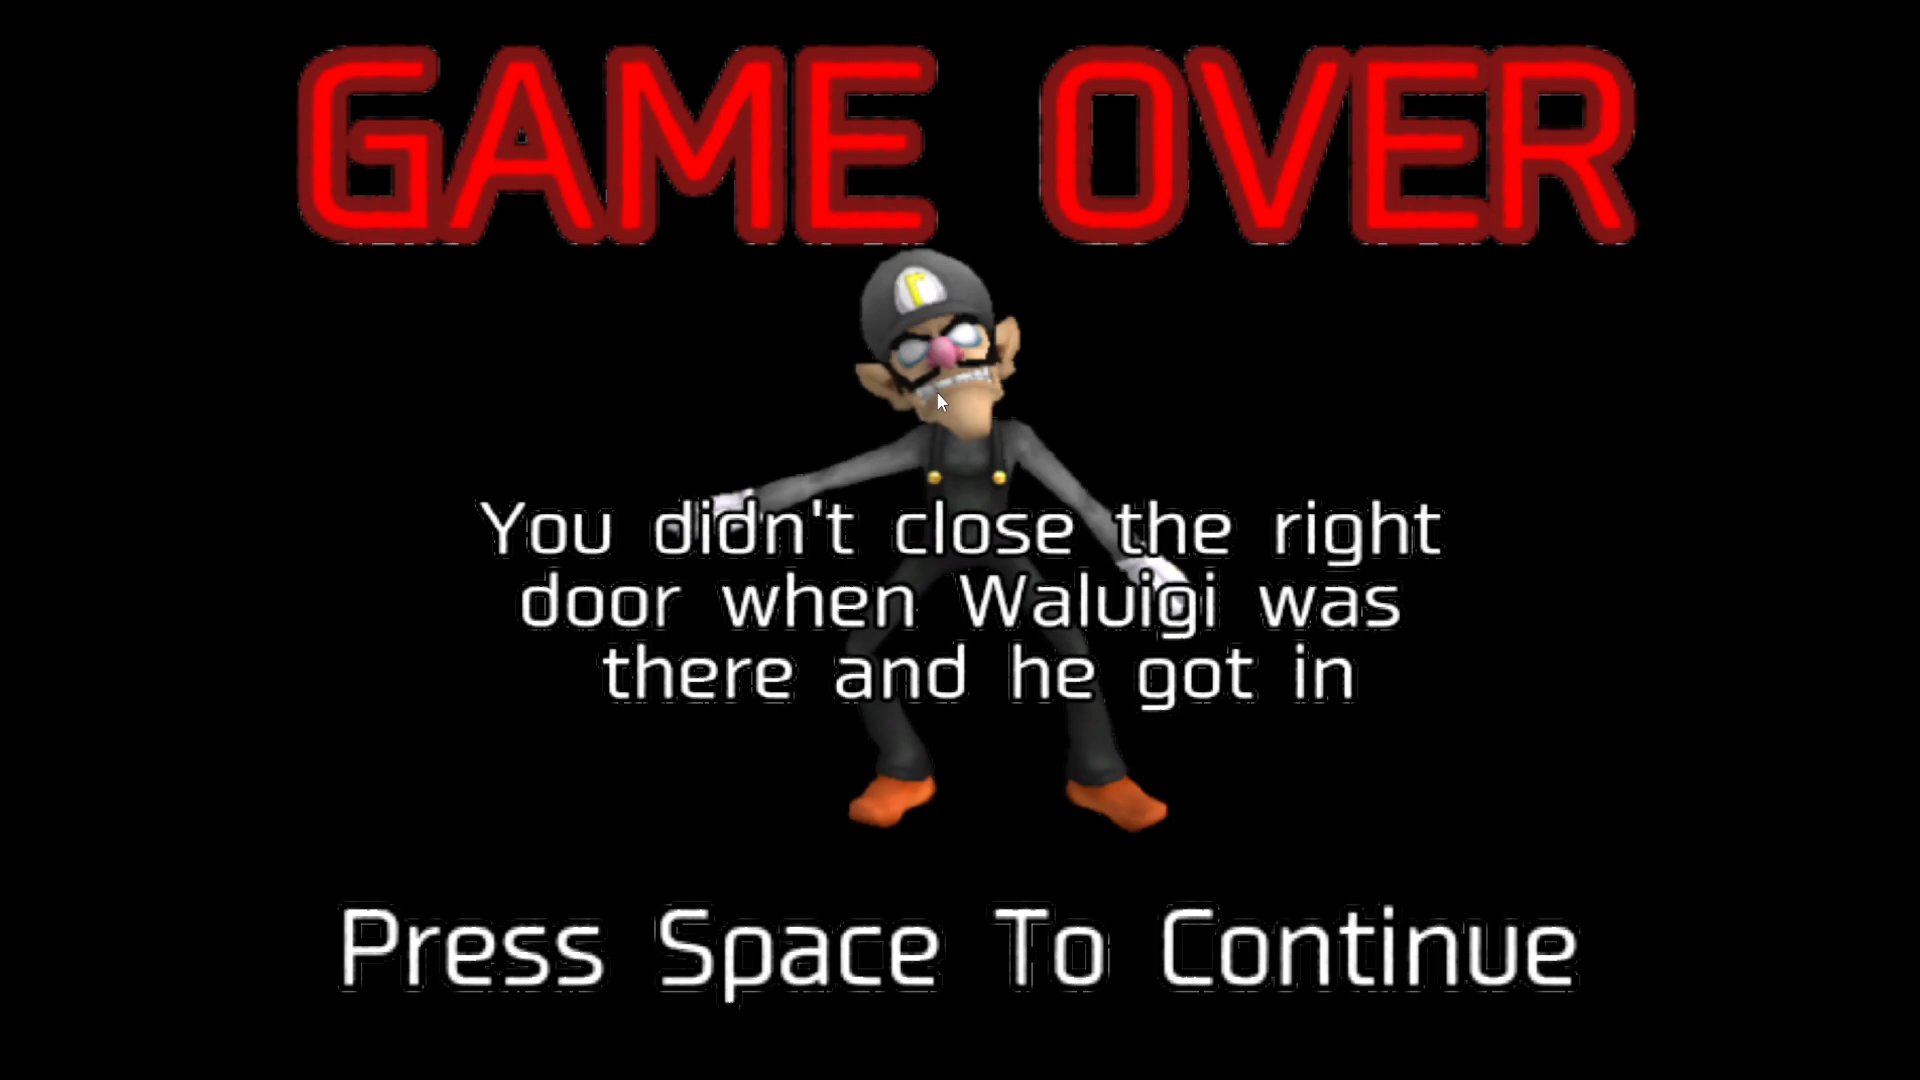 GAME OVER
You didn't close the right
door when Waluigi was
there and he got in
Press Space To Continue